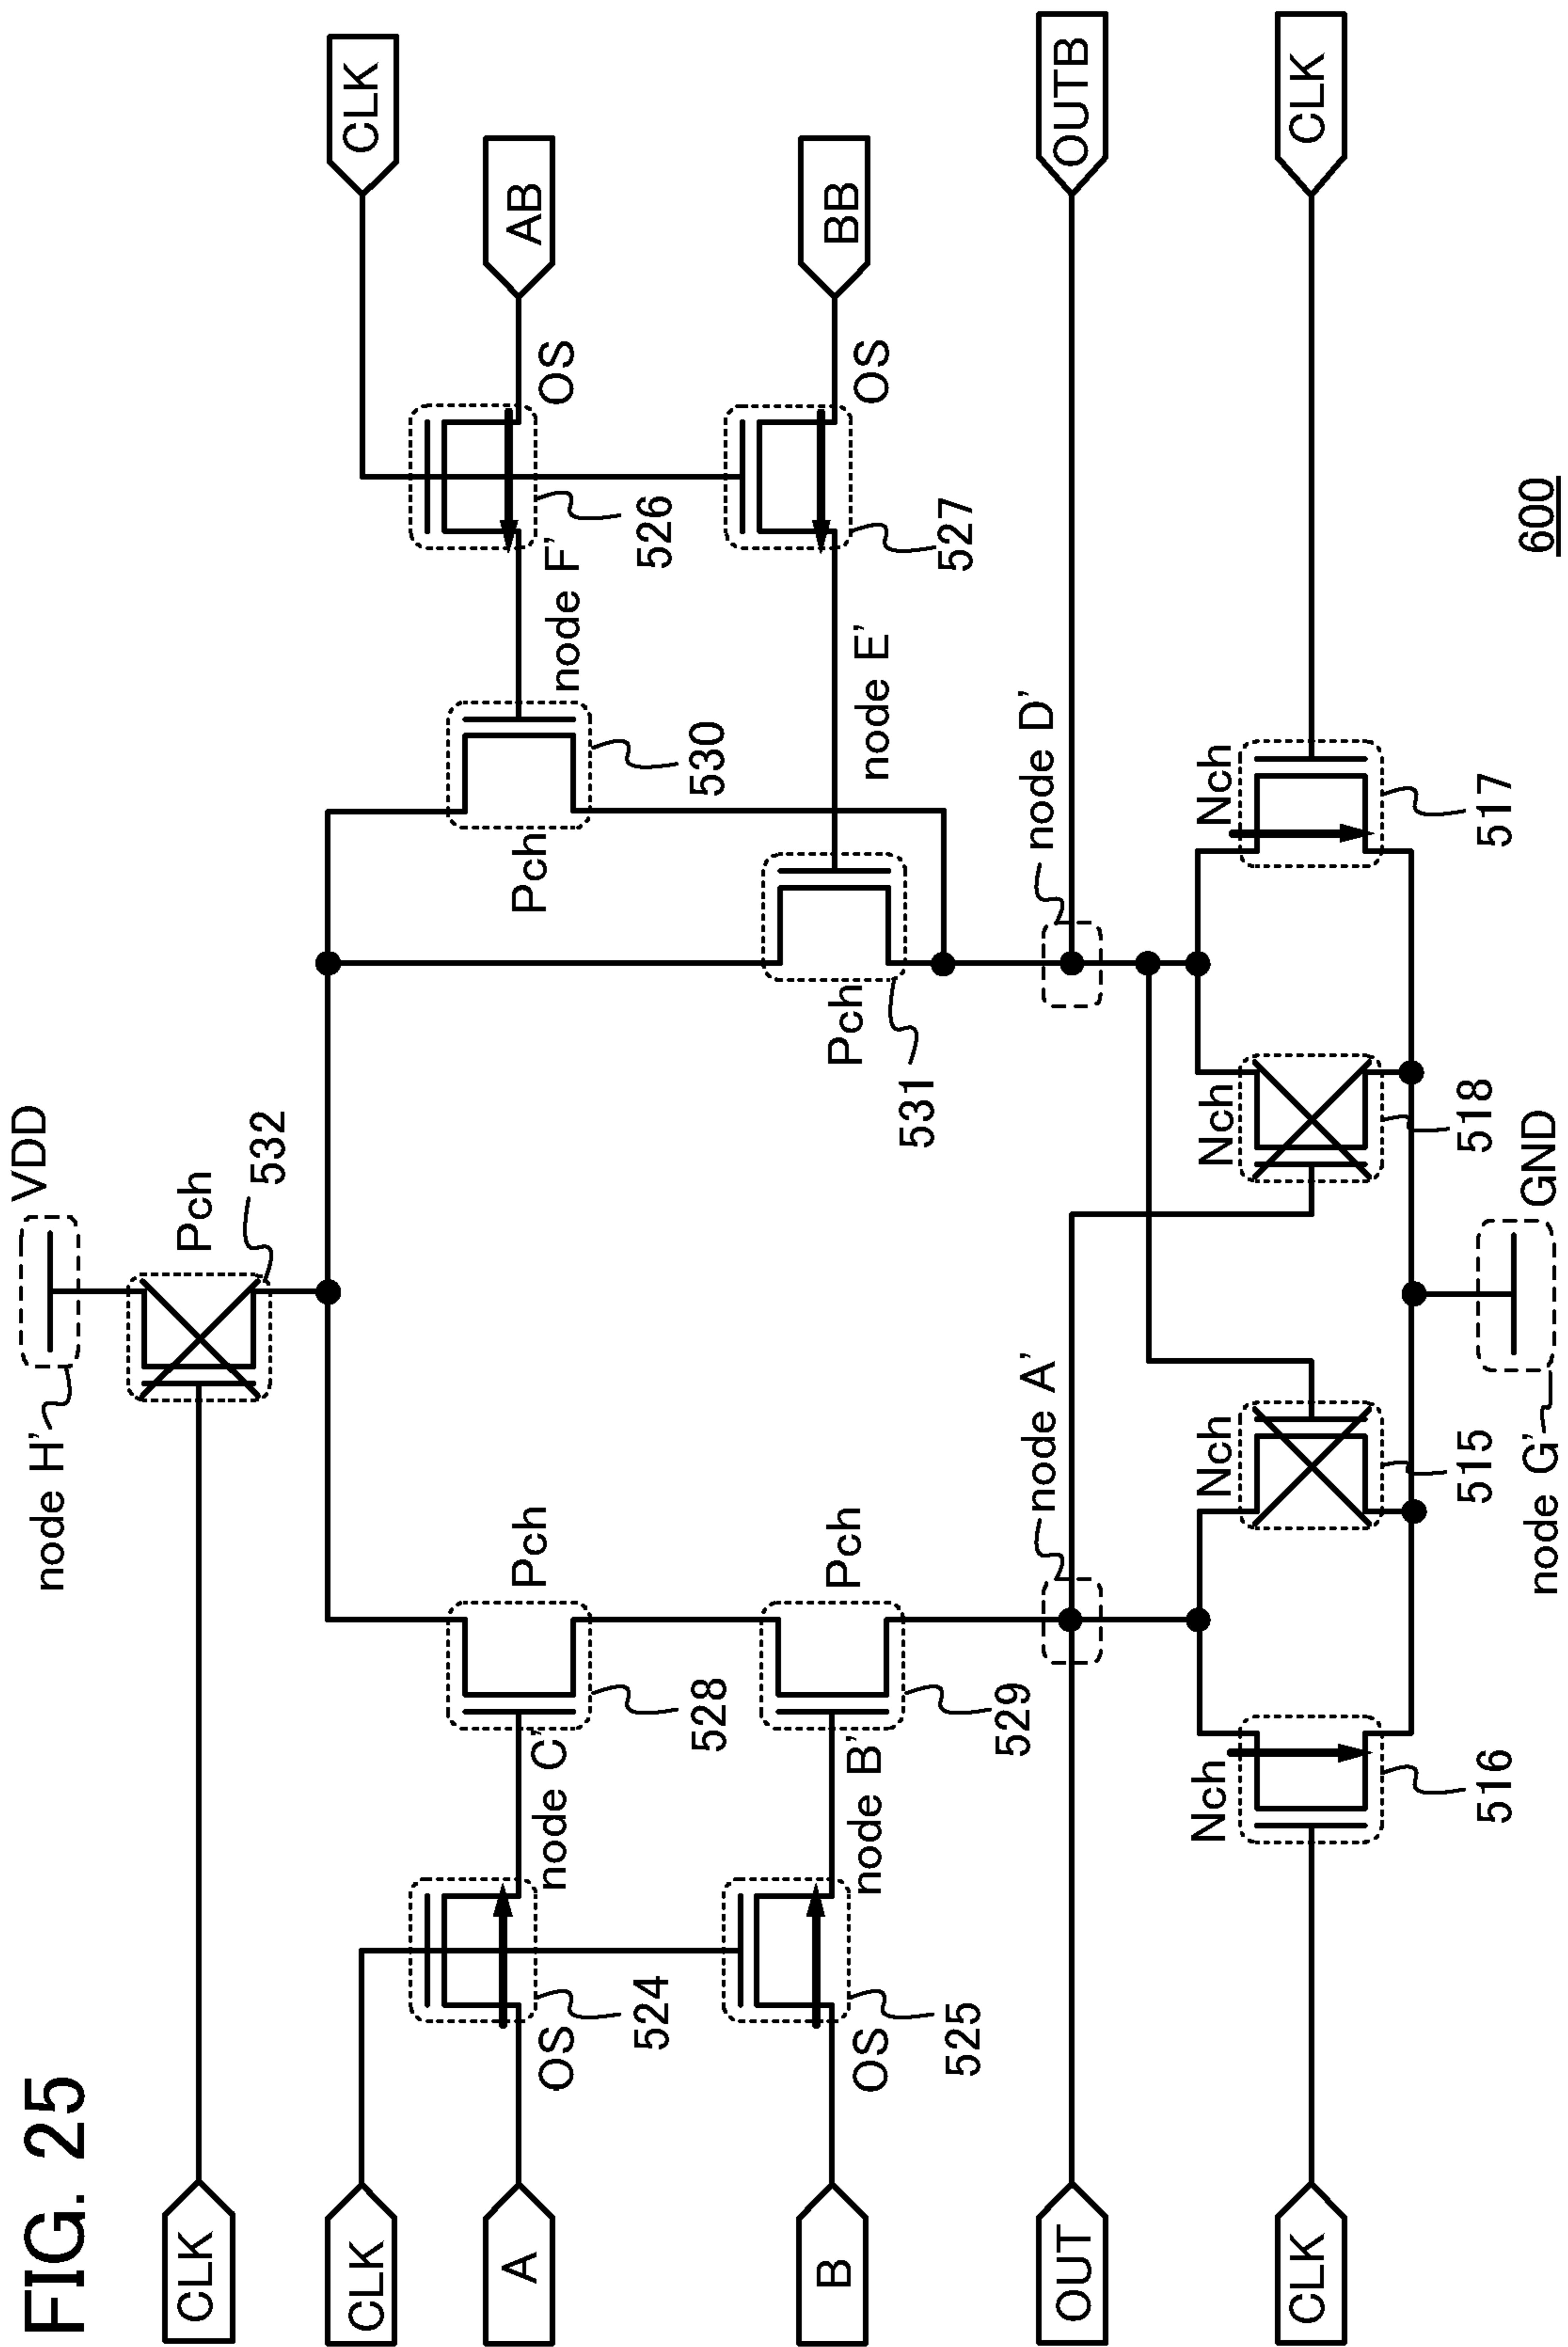 FIG. 25
VDD
node H'
Pch
532
CLK
CLK
CLK
A
OS
524
node C'
Pch
528
Pch
530
node F'
526
OS
AB
B
OS
525
node B'
Pch
529
Pch
531
node E'
527
OS
BB
OUT
node A'
node D'
OUTB
CLK
Nch
516
Nch
515
Nch
518
Nch
517
CLK
node G'
GND
600